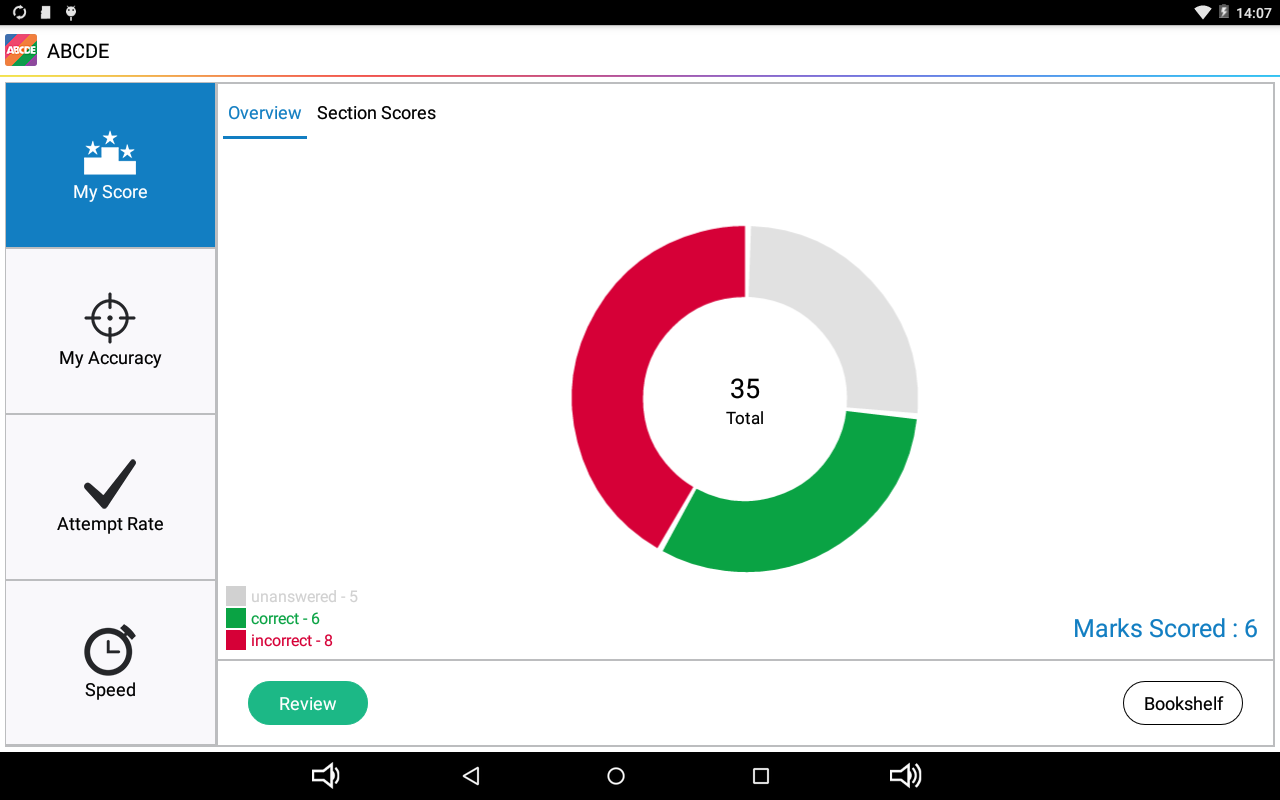 14:07
ABCDE
ABCDE
Overview Section Scores
My Score
My Accuracy
Attempt Rate
Speed
35
Total
unanswered - 5
correct - 6
incorrect - 8
Marks Scored : 6
Review
Bookshelf